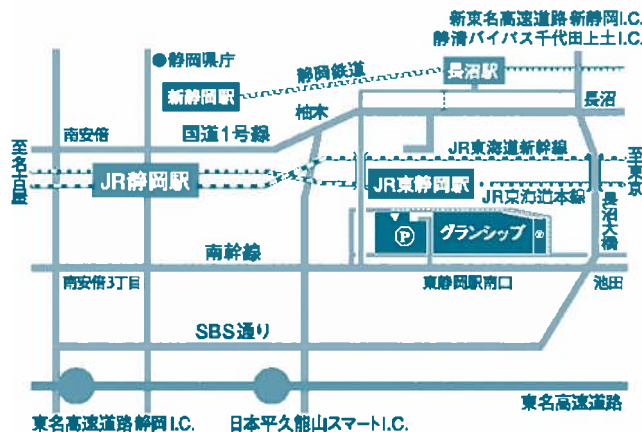 新東名高速道路 新静岡I.C.
静清バイパス千代田上土I.C.
静岡県庁
静岡鉄道
長沼駅
新静岡駅
柚木
長沼
南安倍
国道1号線
JR東海道新幹線
至名古屋
JR静岡駅
JR東静岡駅
至東京
JR東海道本線
長沼大橋
P
グランシップ
南幹線
南安倍3丁目
東静岡駅南口
池田
SBS通り
東名高速道路
東名高速道路 静岡I.C.
日本平久能山スマートI.C.